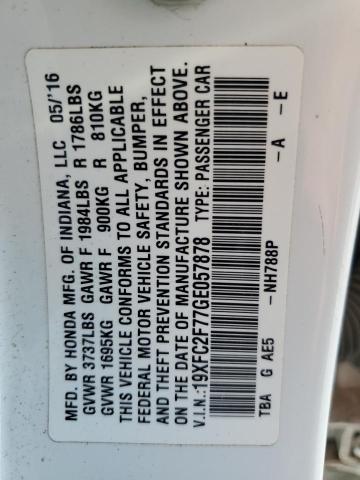 MFD. BY HONDA MFG. OF INDIANA, LLC 05/'16
GVWR 3737LBS GAWR F 1984LBS R 1786LBS
GVWR 1695KG GAWR F 900KG R 810KG
THIS VEHICLE CONFORMS TO ALL APPLICABLE
FEDERAL MOTOR VEHICLE SAFETY, BUMPER,
AND THEFT PREVENTION STANDARDS IN EFFECT
ON THE DATE OF MANUFACTURE SHOWN ABOVE.
V.I.N.:19XFC2F77GE057878 TYPE: PASSENGER CAR
TBA G AE5 -NH788P -A -E